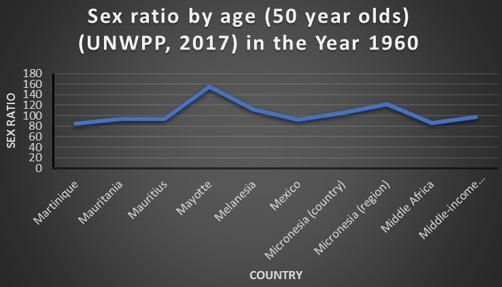 Sex ratio by age (50 year olds)
(UNWPP, 2017) in the Year 1960
180
160
140
120
100
80
60
40
20
0
SEX RATIO
Martinique
Mauritania
Mauritius
Mayotte
Melanesia
Mexico
Micronesia (country)
Micronesia (region)
Middle Africa
Middle-income...
COUNTRY